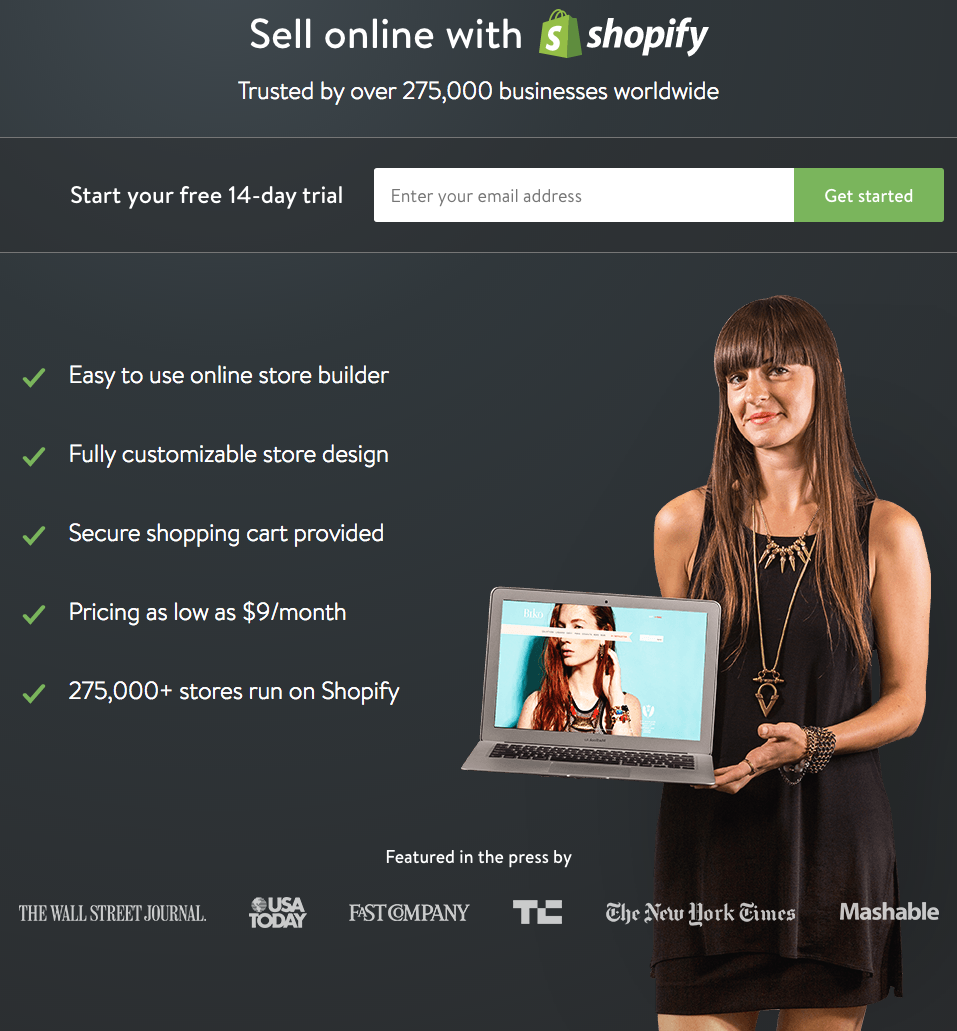 Sell online with shopify
Trusted by over 275,000 businesses worldwide
Start your free 14-day trial
Enter your email address
Get started
Easy to use online store builder
Fully customizable store design
Secure shopping cart provided
Pricing as low as $9/month
275,000+ stores run on Shopify
Biko
Featured in the press by
THE WALL STREET JOURNAL.
USA
TODAY
FAST COMPANY
TC
The New York Times
Mashable